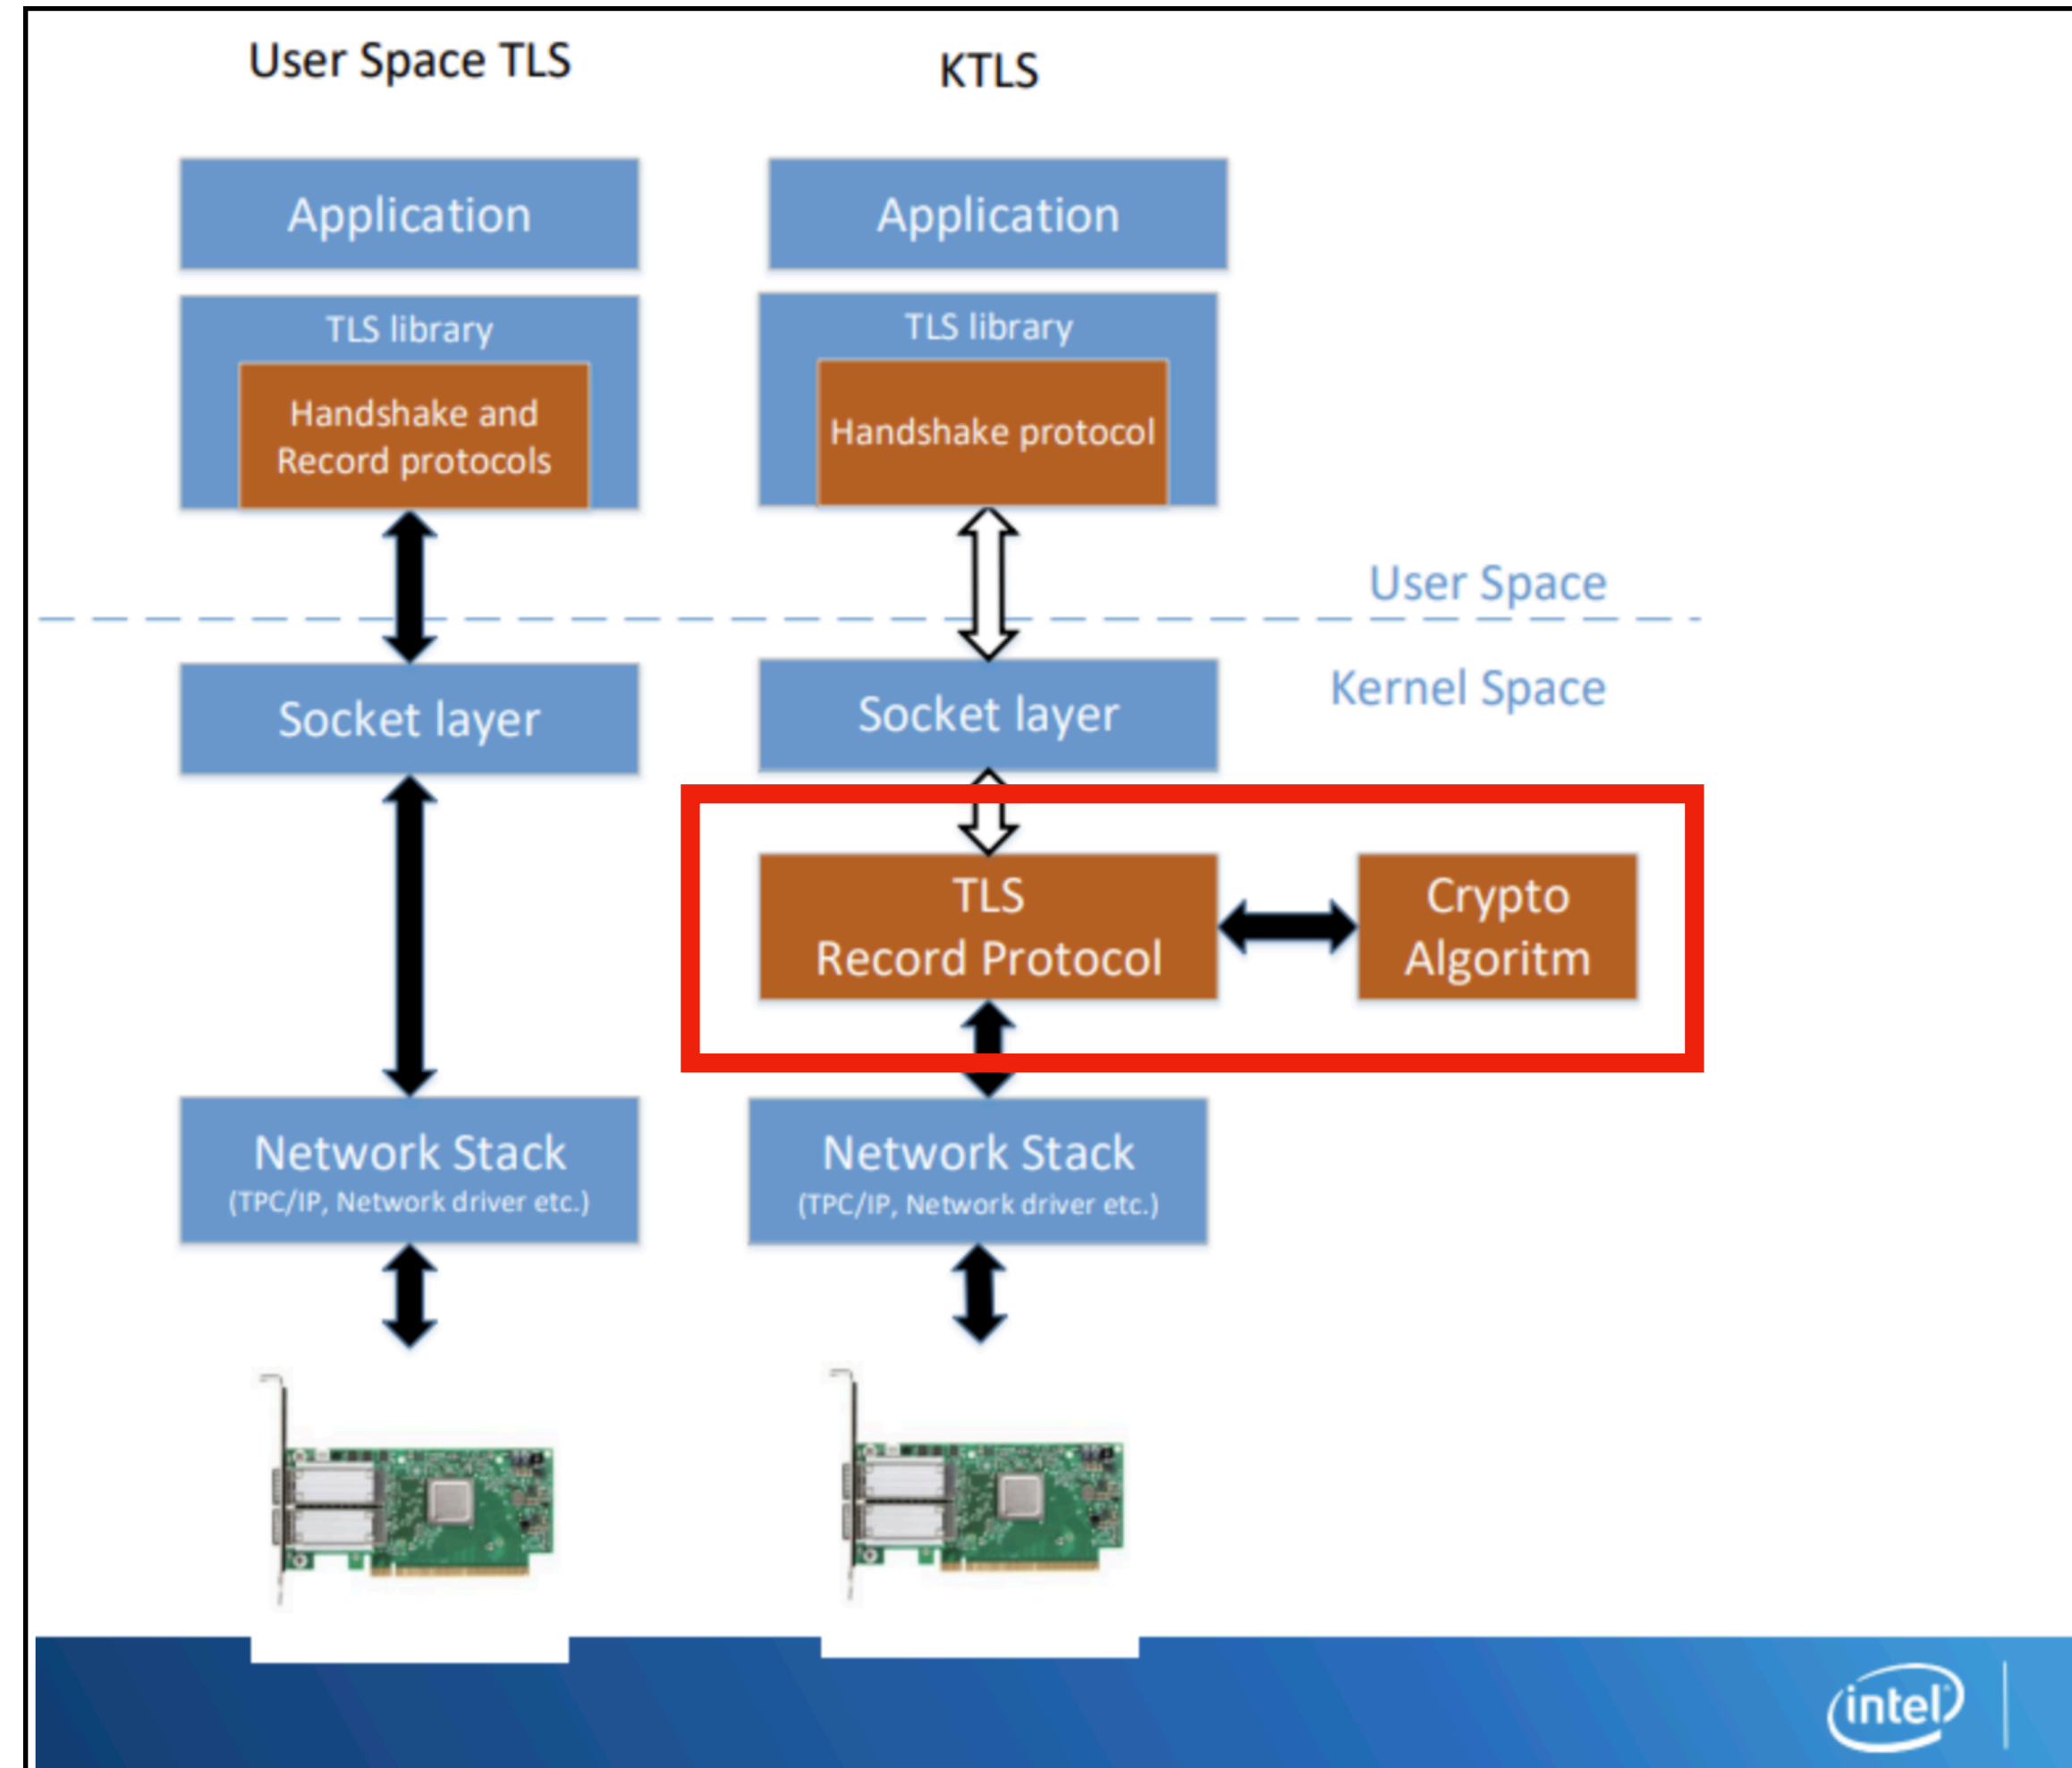 User Space TLS
KTLS
Application
Application
TLS library
Handshake and
Record protocols
TLS library
Handshake protocol
User Space
Kernel Space
Socket layer
Socket layer
TLS
Record Protocol
Crypto
Algoritm
Network Stack
(TPC/IP, Network driver etc.)
Network Stack
(TPC/IP, Network driver etc.)
intel